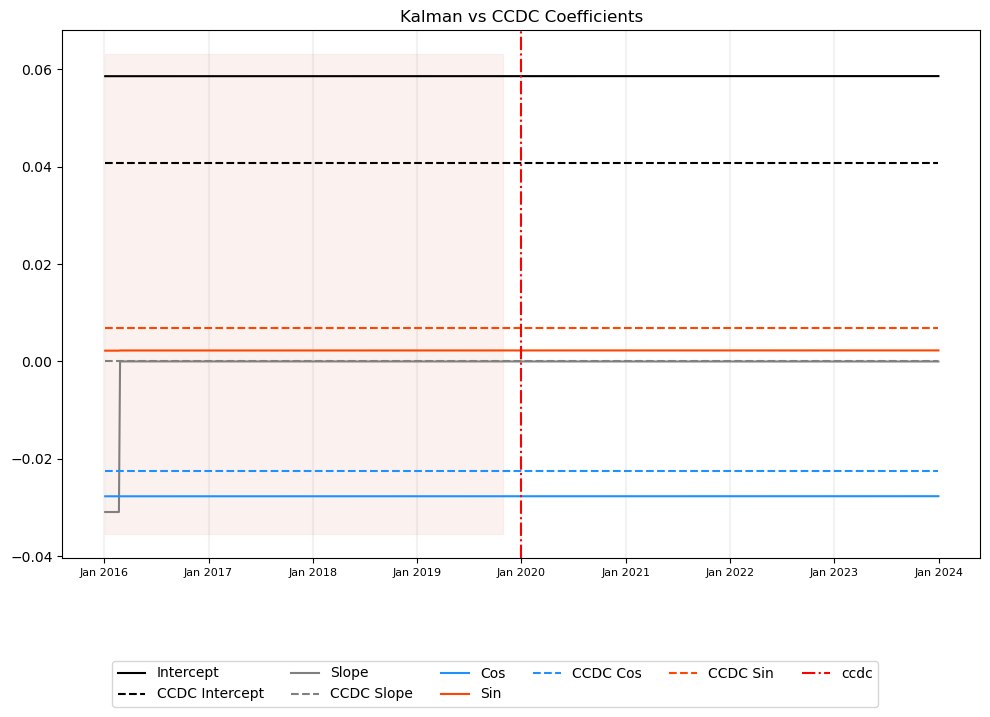 Kalman vs CCDC Coefficients
0.06
0.04
0.02
0.00
−0.02
−0.04
Jan 2016 Jan 2017 Jan 2018 Jan 2019 Jan 2020 Jan 2021 Jan 2022 Jan 2023 Jan 2024
Intercept Slope Cos CCDC Cos CCDC Sin ccdc
CCDC Intercept CCDC Slope Sin